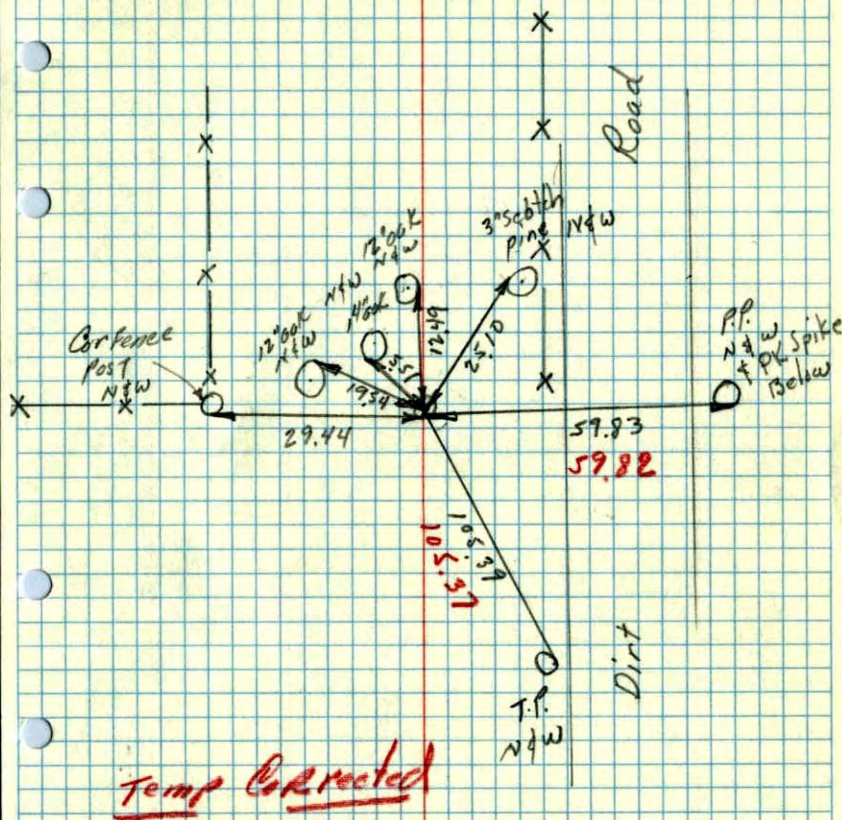 Road
3" Scotch
Pine N&W
12" Oak
N&W
14" Oak
N&W
12" Oak
N&W
Cor fence
Post
N&W
P.P.
N&W
& PK Spike
Below
12.49
25.10
5.51
19.54
29.44
59.83
59.82
105.39
105.37
Dirt
T.P.
N&W
Temp Corrected